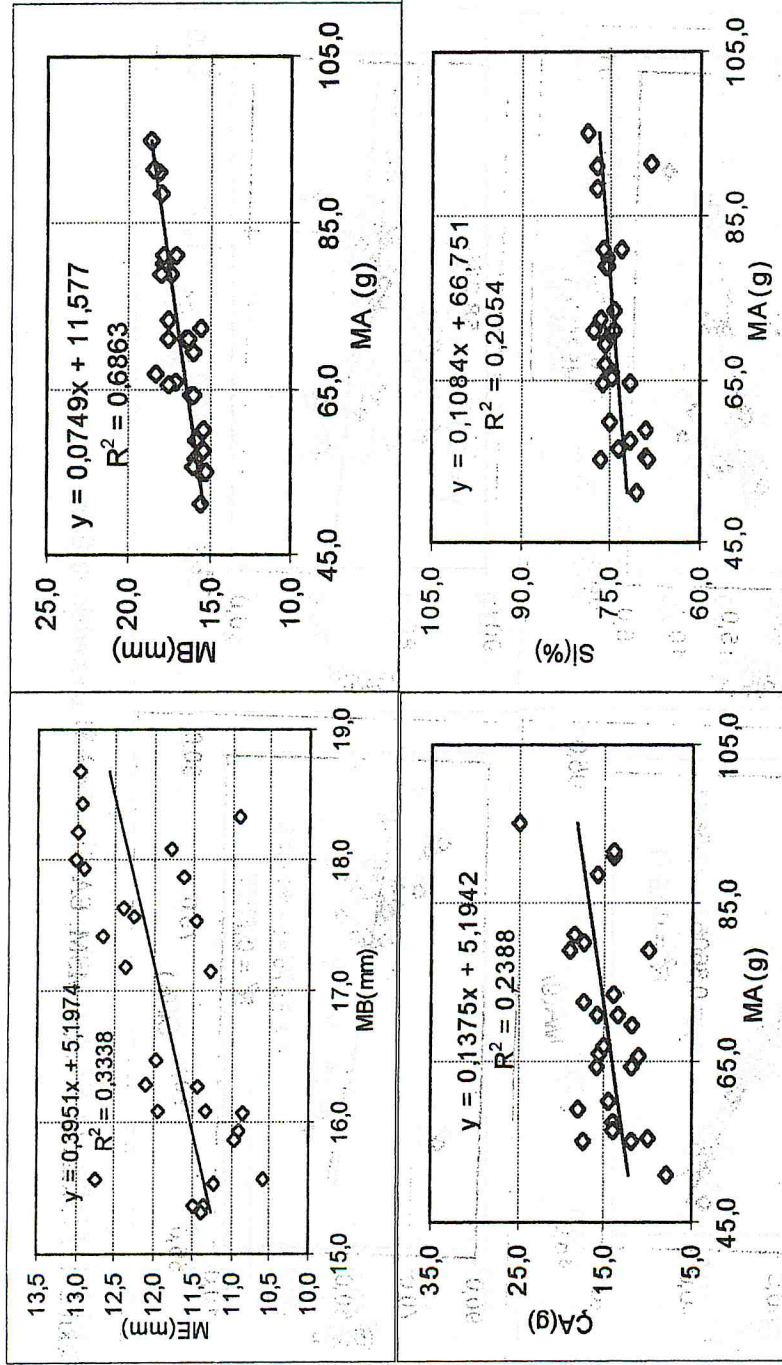 13,5
13,0
12,5
12,0
11,5
11,0
10,5
10,0
ME(mm)
y = 0,3951x + 5,1974
R² = 0,3338
15,0
16,0
17,0
18,0
19,0
MB(mm)
25,0
20,0
15,0
10,0
MB(mm)
y = 0,0749x + 11,577
R² = 0,6863
45,0
65,0
85,0
105,0
MA (g)
35,0
25,0
15,0
5,0
ÇA(g)
y = 0,1375x + 5,1942
R² = 0,2388
45,0
65,0
85,0
105,0
MA(g)
105,0
90,0
75,0
60,0
Sİ(%)
y = 0,1084x + 66,751
R² = 0,2054
45,0
65,0
85,0
105,0
MA(g)